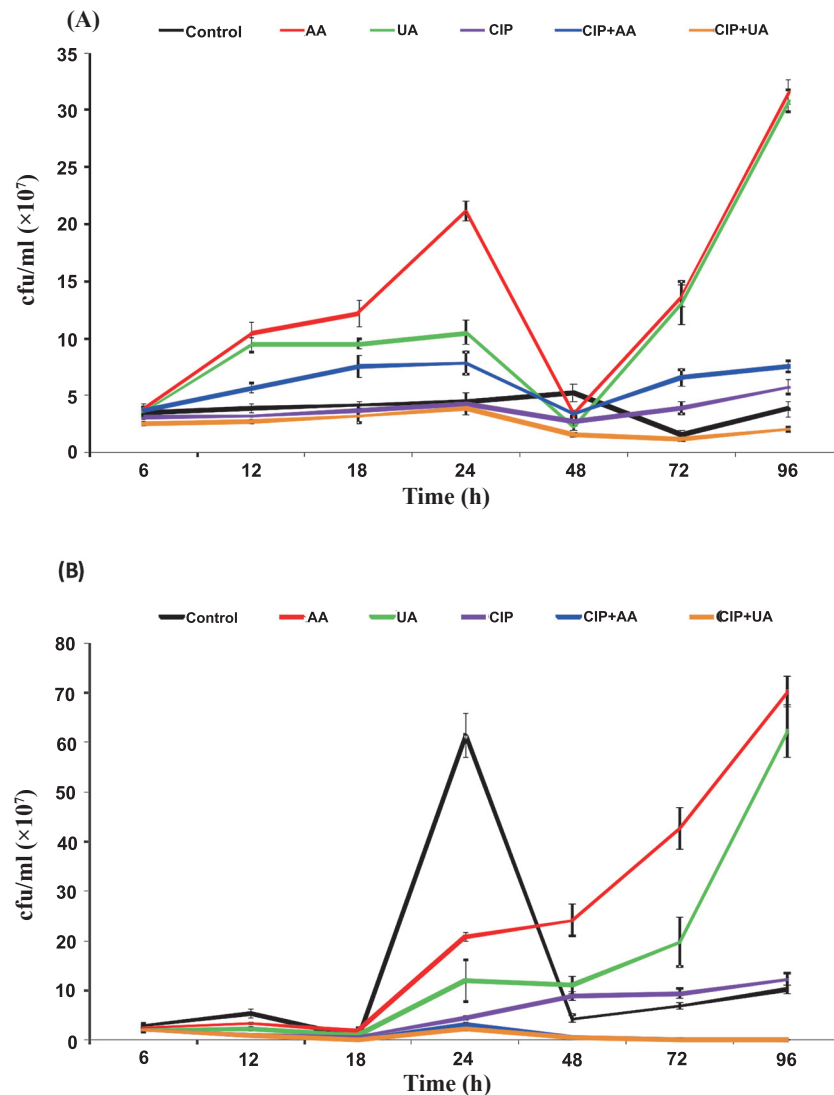 (A)
Control AA UA CIP CIP+AA CIP+UA
35
30
25
20
15
10
5
0
cfu/ml (×10⁷)
6 12 18 24 48 72 96
Time (h)
(B)
Control AA UA CIP CIP+AA CIP+UA
80
70
60
50
40
30
20
10
0
cfu/ml (×10⁷)
6 12 18 24 48 72 96
Time (h)